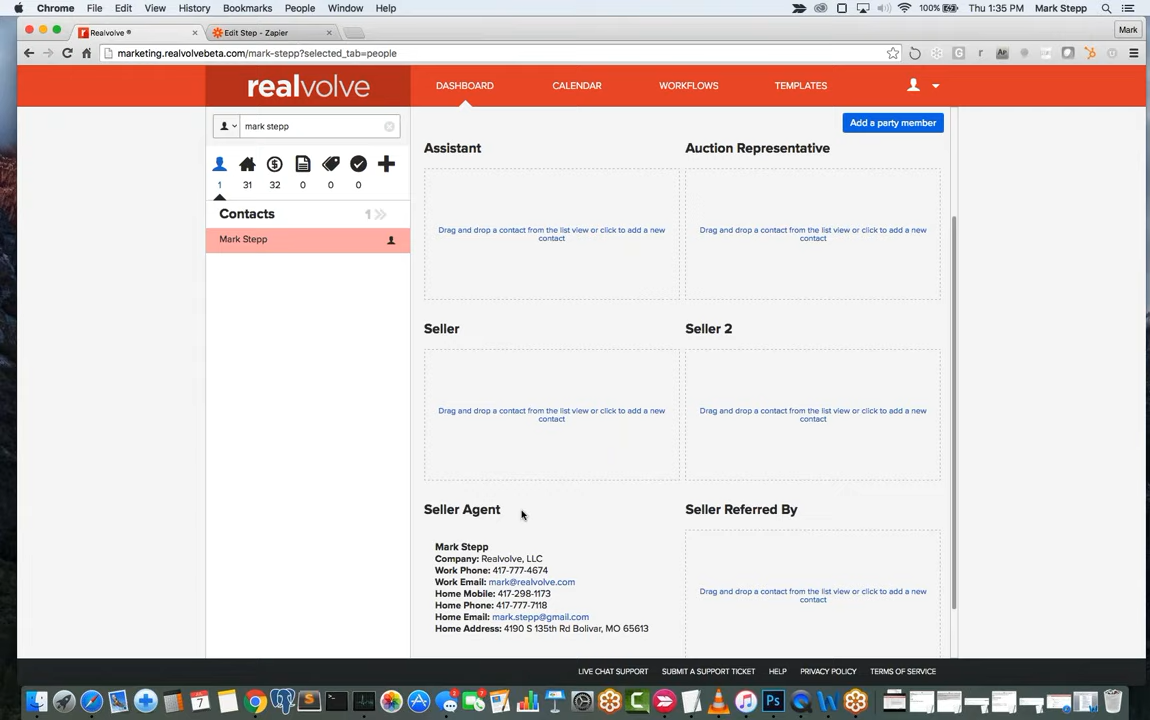 Chrome File Edit View History Bookmarks People Window Help 100% Thu 1:35 PM Mark Stepp
Realvolve ® Edit Step - Zapier Mark
marketing.realvolvebeta.com/mark-stepp?selected_tab=people
realvolve DASHBOARD CALENDAR WORKFLOWS TEMPLATES
mark stepp
Add a party member
1 31 32 0 0 0
Contacts 1
Mark Stepp
Assistant Auction Representative
Drag and drop a contact from the list view or click to add a new
contact
Drag and drop a contact from the list view or click to add a new
contact
Seller Seller 2
Drag and drop a contact from the list view or click to add a new
contact
Drag and drop a contact from the list view or click to add a new
contact
Seller Agent Seller Referred By
Mark Stepp
Company: Realvolve, LLC
Work Phone: 417-777-4674
Work Email: mark@realvolve.com
Home Mobile: 417-298-1173
Home Phone: 417-777-7118
Home Email: mark.stepp@gmail.com
Home Address: 4190 S 135th Rd Bolivar, MO 65613
Drag and drop a contact from the list view or click to add a new
contact
LIVE CHAT SUPPORT SUBMIT A SUPPORT TICKET HELP PRIVACY POLICY TERMS OF SERVICE